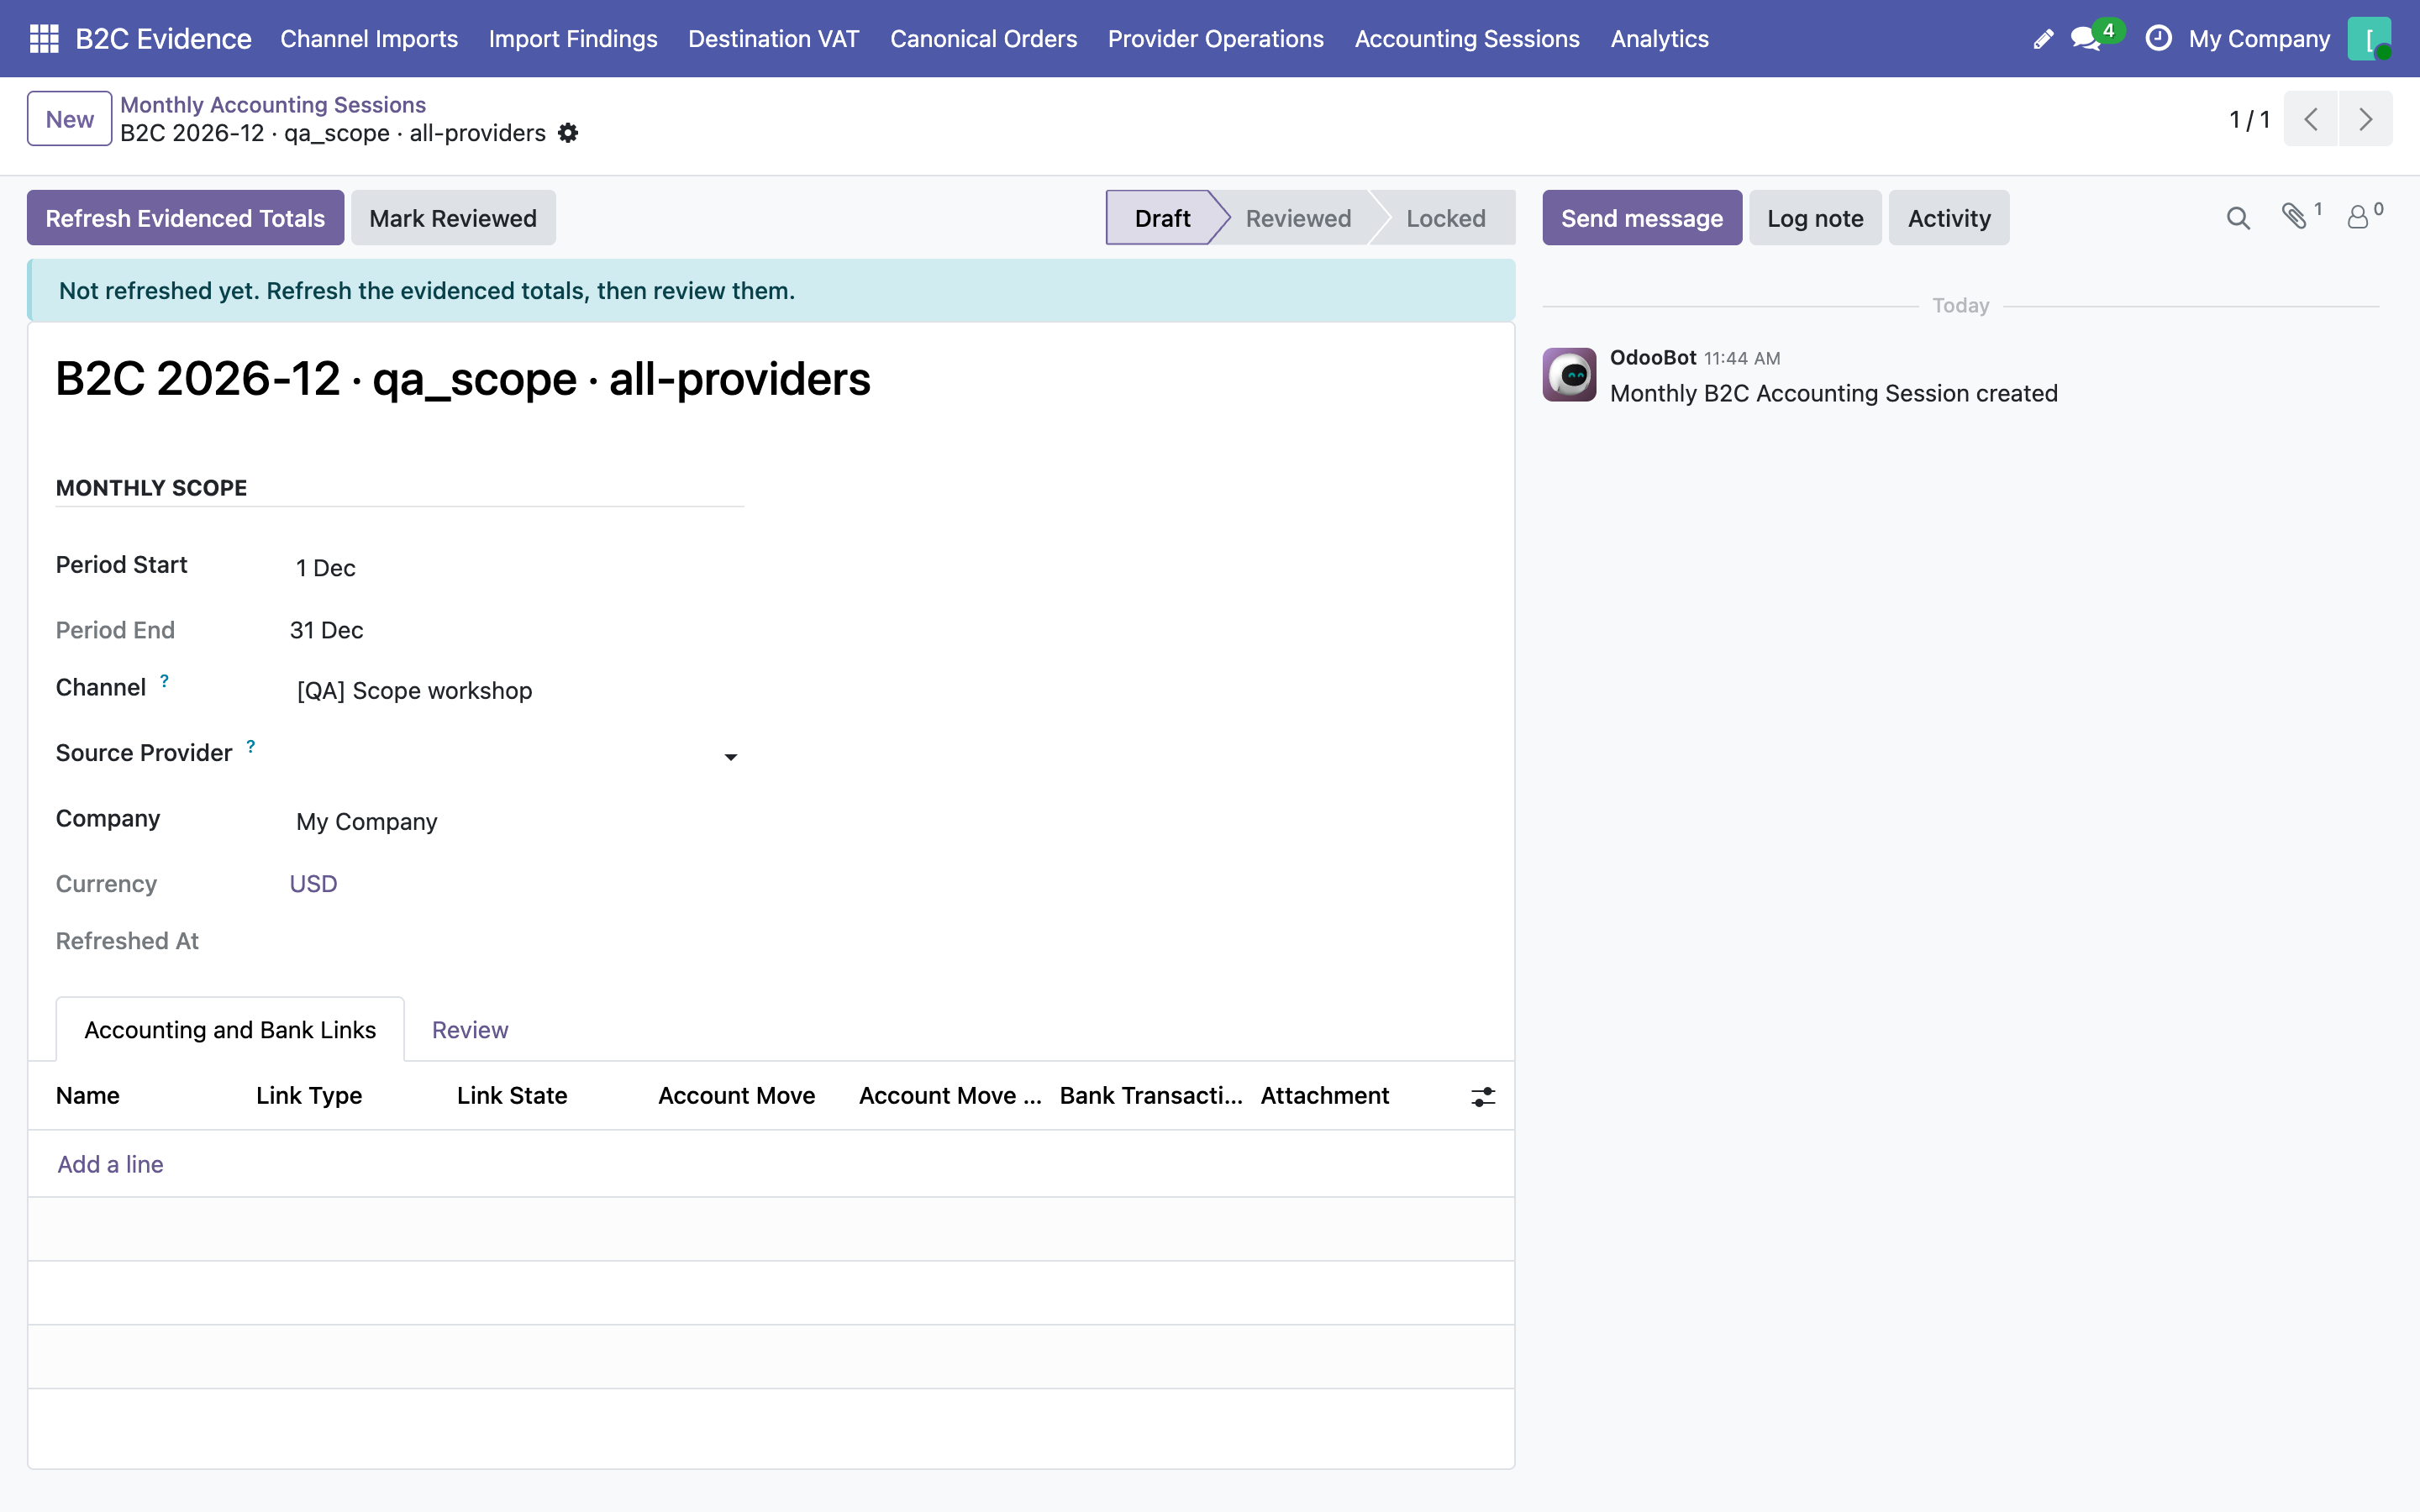 B2C Evidence Channel Imports Import Findings Destination VAT Canonical Orders Provider Operations Accounting Sessions Analytics 4 My Company [
New
Monthly Accounting Sessions
B2C 2026-12 · qa_scope · all-providers
1 / 1
Refresh Evidenced Totals Mark Reviewed Draft Reviewed Locked Send message Log note Activity 1 0
Not refreshed yet. Refresh the evidenced totals, then review them.
Today
OdooBot 11:44 AM
Monthly B2C Accounting Session created
B2C 2026-12 · qa_scope · all-providers
MONTHLY SCOPE
Period Start 1 Dec
Period End 31 Dec
Channel ? [QA] Scope workshop
Source Provider ?
Company My Company
Currency USD
Refreshed At
Accounting and Bank Links Review
Name Link Type Link State Account Move Account Move ... Bank Transacti... Attachment
Add a line